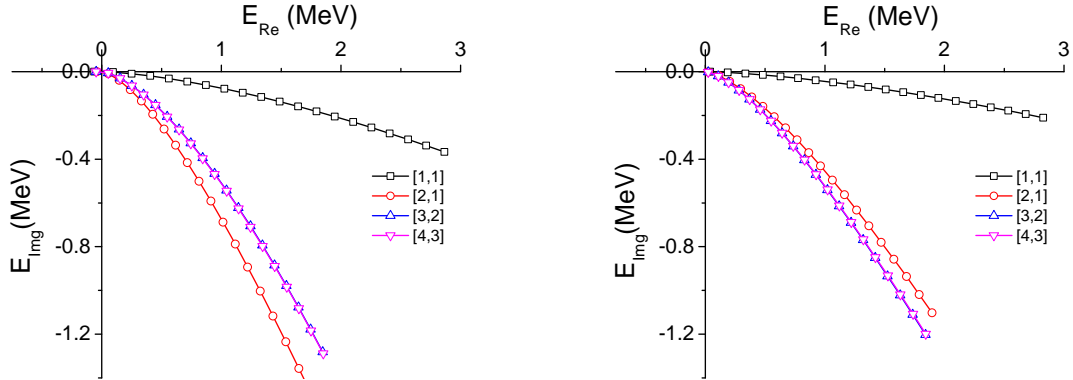 E_Re (MeV)
0 1 2 3
0.0
-0.4
-0.8
-1.2
E_Img(MeV)
[1,1]
[2,1]
[3,2]
[4,3]
E_Re (MeV)
0 1 2 3
0.0
-0.4
-0.8
-1.2
E_Img(MeV)
[1,1]
[2,1]
[3,2]
[4,3]